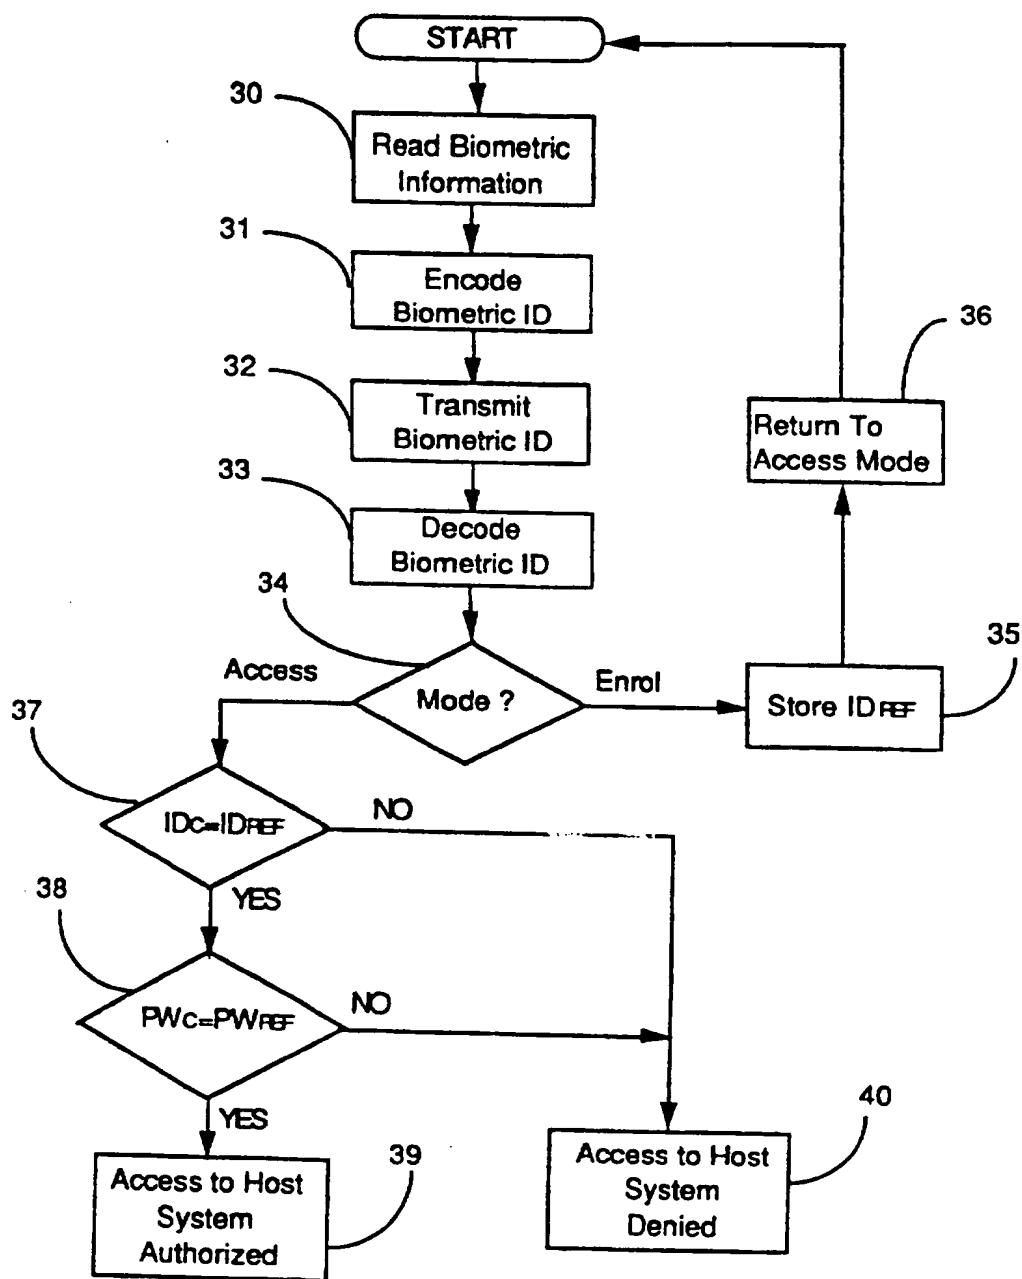 START
30
Read Biometric
Information
31
Encode
Biometric ID
32
Transmit
Biometric ID
33
Decode
Biometric ID
36
Return To
Access Mode
34
Mode ?
Access
Enrol
35
Store IDREF
37
IDC=IDREF
NO
YES
38
PWC=PWREF
NO
YES
39
Access to Host
System
Authorized
40
Access to Host
System
Denied